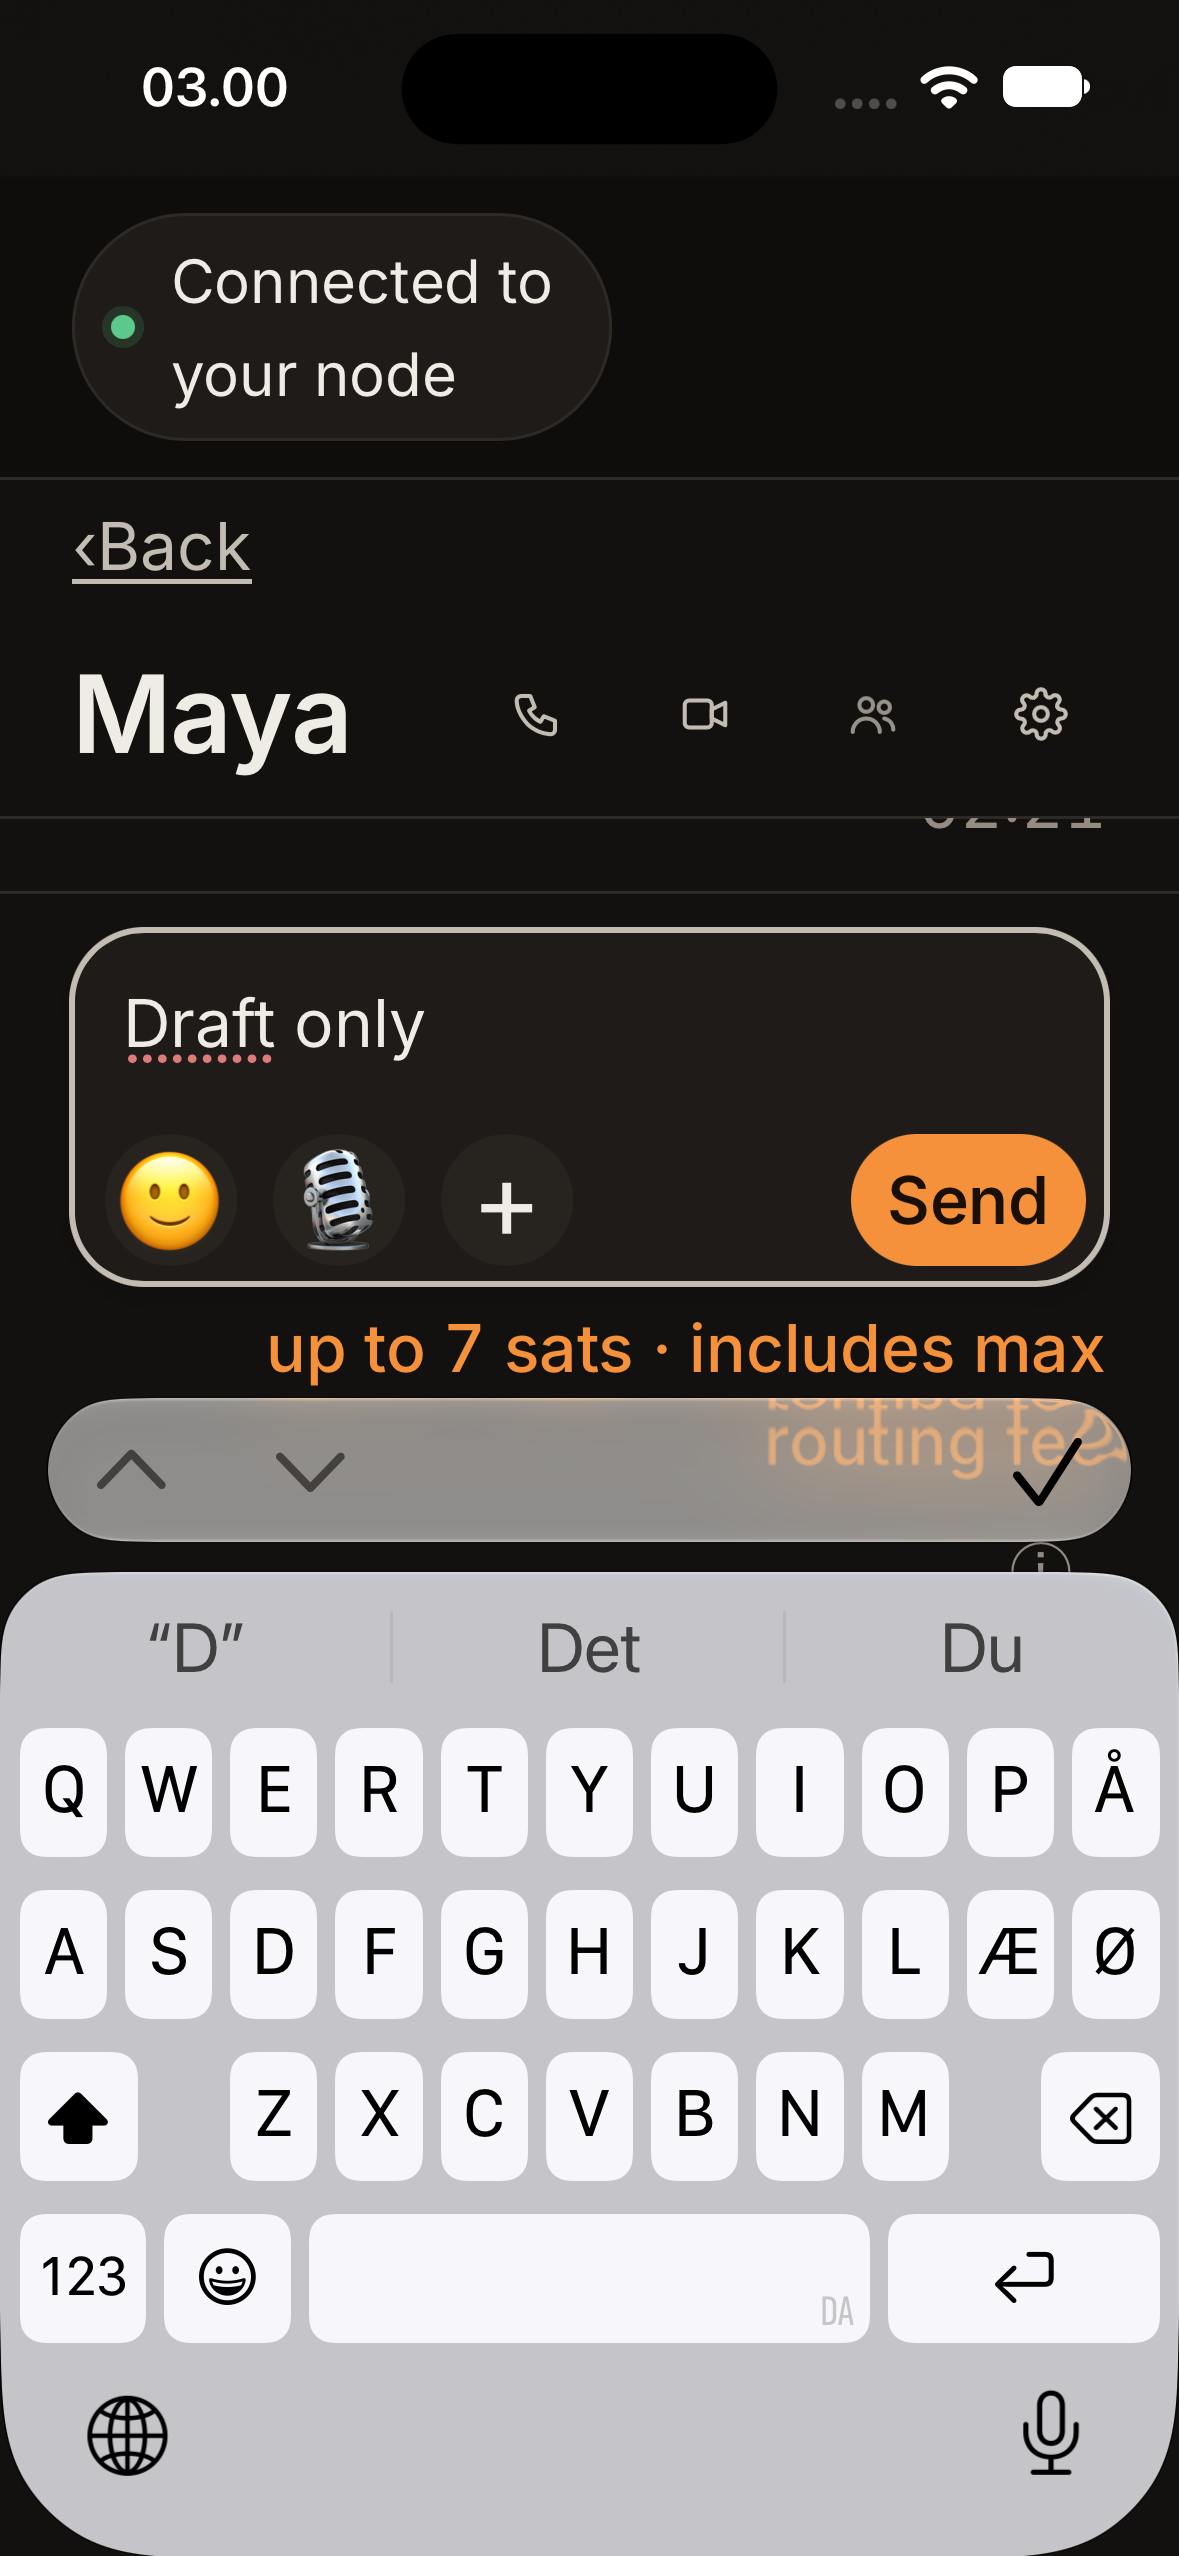 03.00
Connected to
your node
‹Back
Maya
Draft only
+
Send
up to 7 sats · includes max
routing fee
"D"
Det
Du
Q W E R T Y U I O P Å
A S D F G H J K L Æ Ø
Z X C V B N M
123
DA